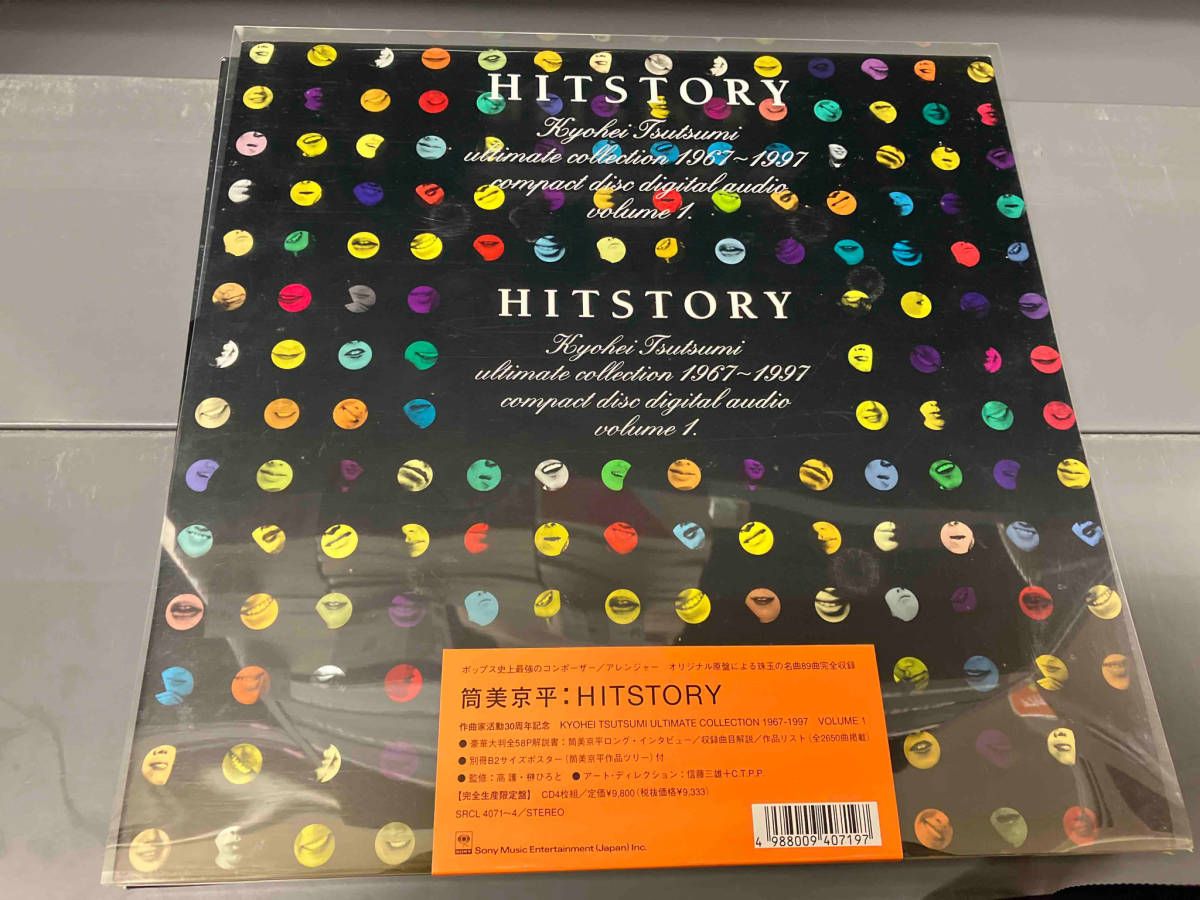 HITSTORY
Kyohei Tsutsumi
ultimate collection 1967~1997
compact disc digital audio
volume 1.
HITSTORY
Kyohei Tsutsumi
ultimate collection 1967~1997
compact disc digital audio
volume 1.
ポップス史上最強のコンポーザー/アレンジャー オリジナル原盤による珠玉の名曲89曲完全収録
筒美京平:HITSTORY
作曲家活動30周年記念 KYOHEI TSUTSUMI ULTIMATE COLLECTION 1967-1997 VOLUME 1
●豪華大判全58P解説書:筒美京平ロング・インタビュー/収録曲目解説/作品リスト(全2650曲掲載)
●別冊B2サイズポスター(筒美京平作品ツリー)付
●監修:高 護・榊ひろと ●アート・ディレクション:信藤三雄+C.T.P.P.
【完全生産限定盤】 CD4枚組/定価¥9,800(税抜価格¥9,333)
SRCL 4071~4/STEREO
SONY Sony Music Entertainment (Japan) Inc.
4 988009 407197